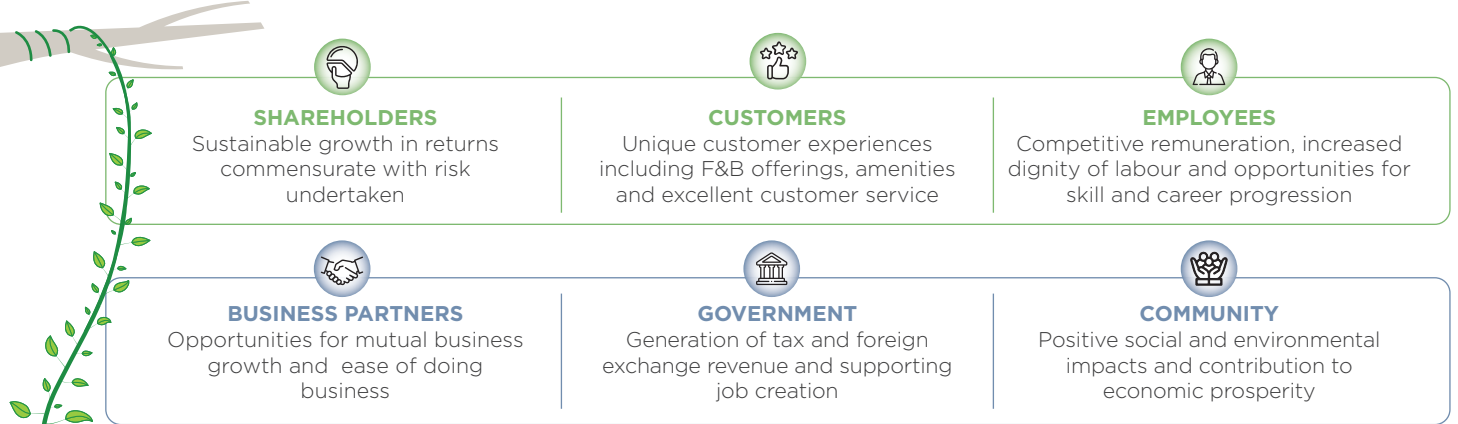 SHAREHOLDERS
Sustainable growth in returns
commensurate with risk
undertaken
CUSTOMERS
Unique customer experiences
including F&B offerings, amenities
and excellent customer service
EMPLOYEES
Competitive remuneration, increased
dignity of labour and opportunities for
skill and career progression
BUSINESS PARTNERS
Opportunities for mutual business
growth and  ease of doing
business
GOVERNMENT
Generation of tax and foreign
exchange revenue and supporting
job creation
COMMUNITY
Positive social and environmental
impacts and contribution to
economic prosperity